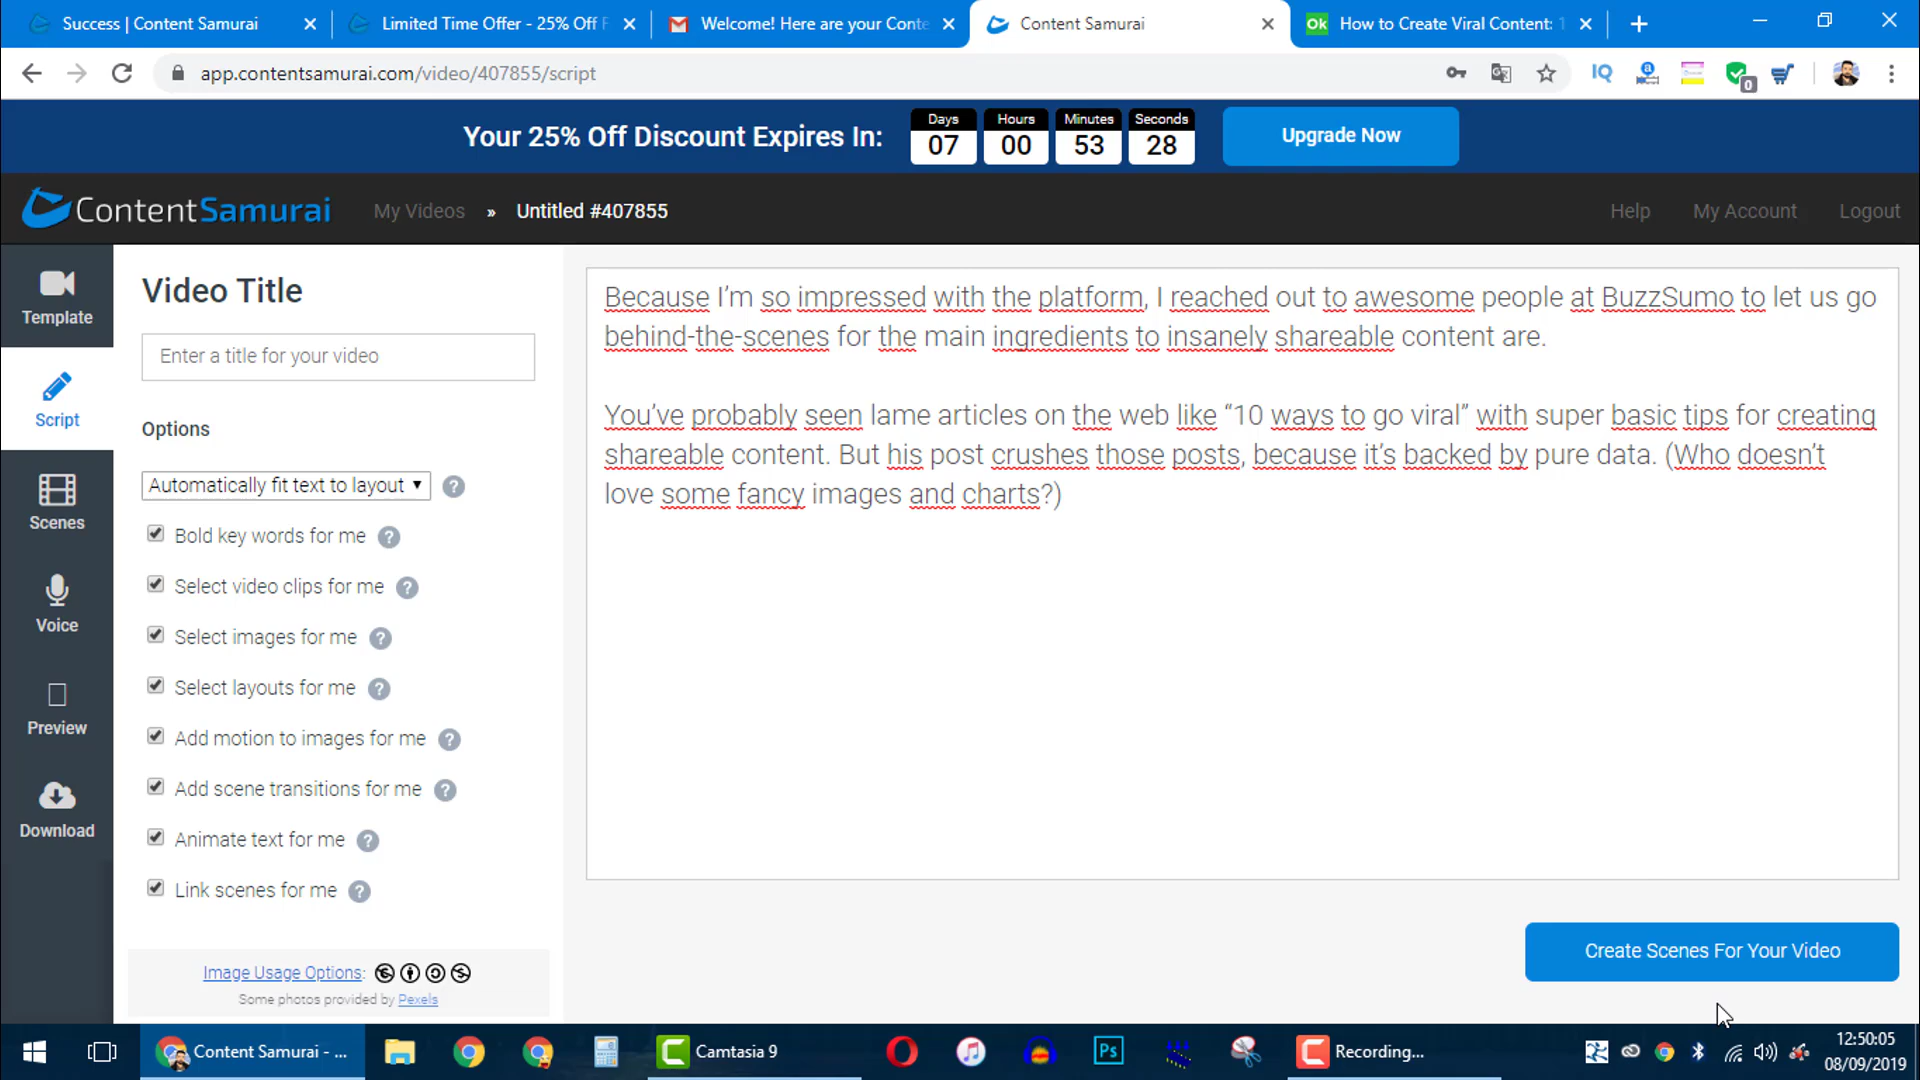 Success | Content Samurai
Limited Time Offer - 25% Off F
Welcome! Here are your Conte
Content Samurai
Ok How to Create Viral Content: 1
app.contentsamurai.com/video/407855/script
IQ
a
0
Your 25% Off Discount Expires In:
Days Hours Minutes Seconds
07 00 53 28
Upgrade Now
ContentSamurai
My Videos » Untitled #407855
Help My Account Logout
Template
Script
Scenes
Voice
Preview
Download
Video Title
Enter a title for your video
Options
Automatically fit text to layout ?
Bold key words for me ?
Select video clips for me ?
Select images for me ?
Select layouts for me ?
Add motion to images for me ?
Add scene transitions for me ?
Animate text for me ?
Link scenes for me ?
Image Usage Options:
Some photos provided by Pexels
Because I’m so impressed with the platform, I reached out to awesome people at BuzzSumo to let us go
behind-the-scenes for the main ingredients to insanely shareable content are.
You’ve probably seen lame articles on the web like “10 ways to go viral” with super basic tips for creating
shareable content. But his post crushes those posts, because it’s backed by pure data. (Who doesn’t
love some fancy images and charts?)
Create Scenes For Your Video
Content Samurai - ...
Camtasia 9
Ps
Recording...
12:50:05
08/09/2019